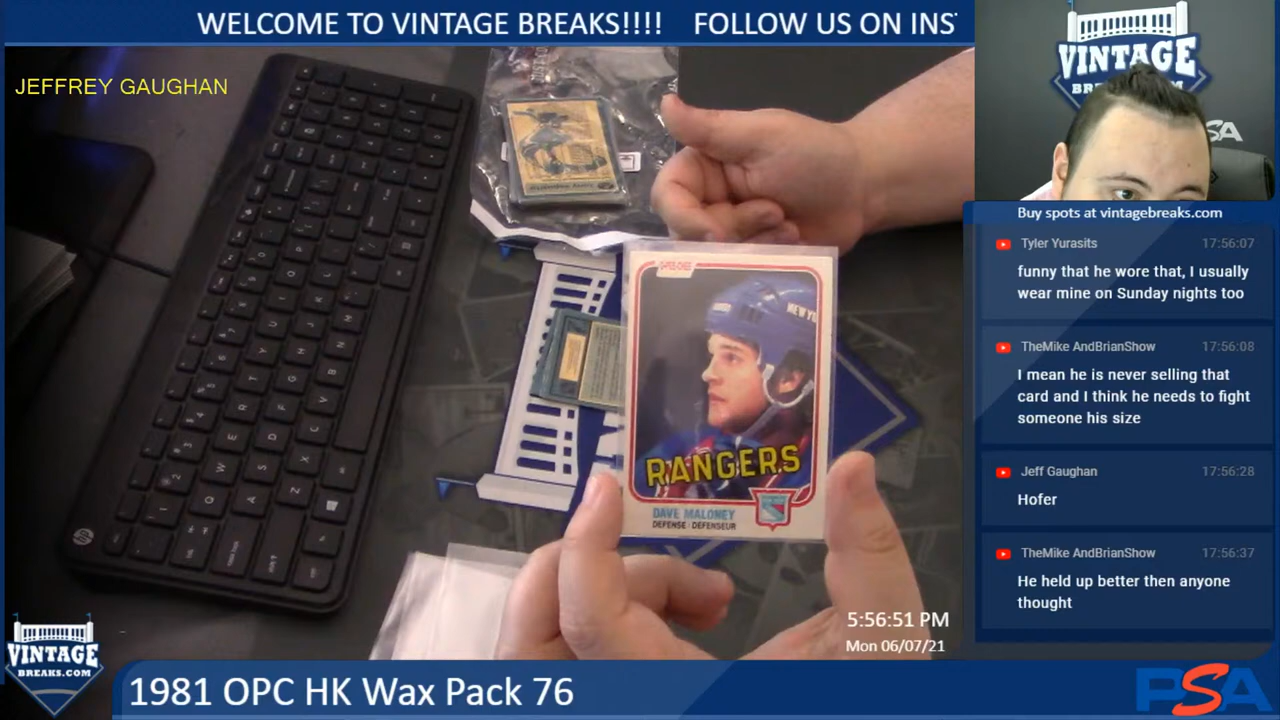 WELCOME TO VINTAGE BREAKS!!!! FOLLOW US ON INS
JEFFREY GAUGHAN
VINTAGE
SA
Buy spots at vintagebreaks.com
Tyler Yurasits 17:56:07
funny that he wore that, I usually
wear mine on Sunday nights too
TheMike AndBrianShow 17:56:08
I mean he is never selling that
card and I think he needs to fight
someone his size
Jeff Gaughan 17:56:28
Hofer
TheMike AndBrianShow 17:56:37
He held up better then anyone
thought
O-PEE-CHEE
NEW YO
RANGERS
DAVE MALONEY
DEFENSE/DÉFENSEUR
hp
5:56:51 PM
Mon 06/07/21
VINTAGE
BREAKS.COM
1981 OPC HK Wax Pack 76
PSA